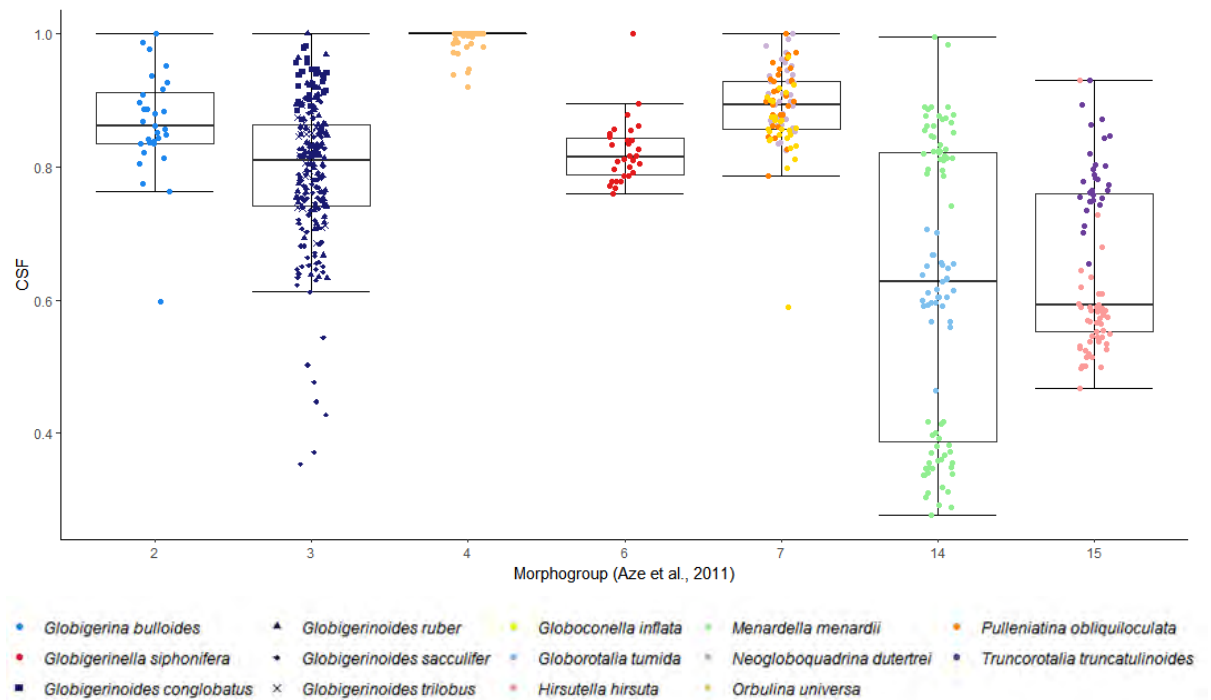 1.0
0.8
0.6
0.4
CSF
2 3 4 6 7 14 15
Morphogroup (Aze et al., 2011)
Globigerina bulloides Globigerinoides ruber Globoconella inflata Menardella menardii Pulleniatina obliquiloculata
Globigerinella siphonifera Globigerinoides sacculifer Globorotalia tumida Neogloboquadrina dutertrei Truncorotalia truncatulinoides
Globigerinoides conglobatus Globigerinoides trilobus Hirsutella hirsuta Orbulina universa